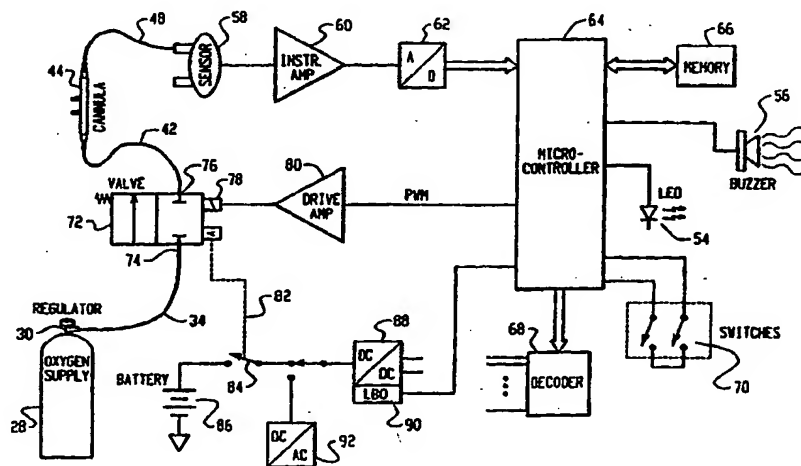 48
58
60
62
64
66
44
CANNULA
SENSOR
INSTR.
AMP
A
D
MEMORY
56
42
76
80
MICRO-
CONTROLLER
BUZZER
VALVE
78
LED
72
DRIVE
AMP
PWM
54
74
REGULATOR
30
34
82
88
68
SWITCHES
70
OXYGEN
SUPPLY
BATTERY
84
DC
DC
LBO
DECODER
28
86
90
DC
AC
92